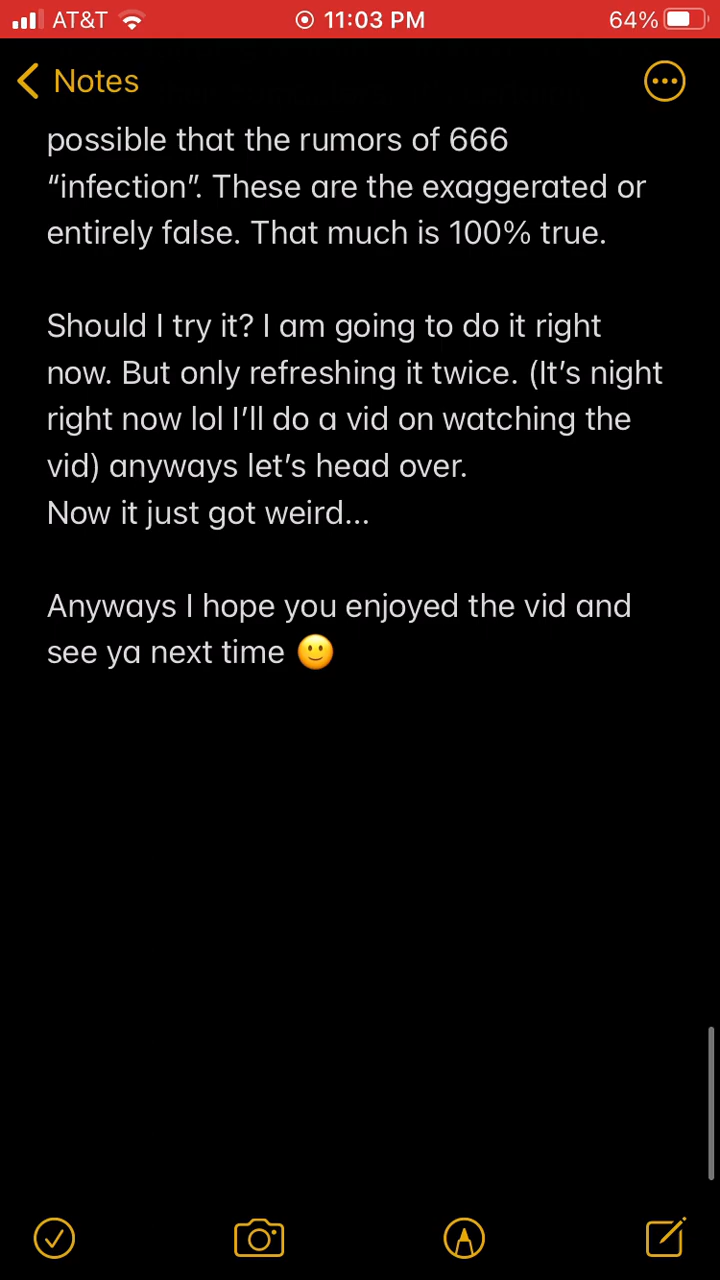 AT&T 11:03 PM 64%
Notes
possible that the rumors of 666
“infection”. These are the exaggerated or
entirely false. That much is 100% true.
Should I try it? I am going to do it right
now. But only refreshing it twice. (It’s night
right now lol I’ll do a vid on watching the
vid) anyways let’s head over.
Now it just got weird...
Anyways I hope you enjoyed the vid and
see ya next time 🙂